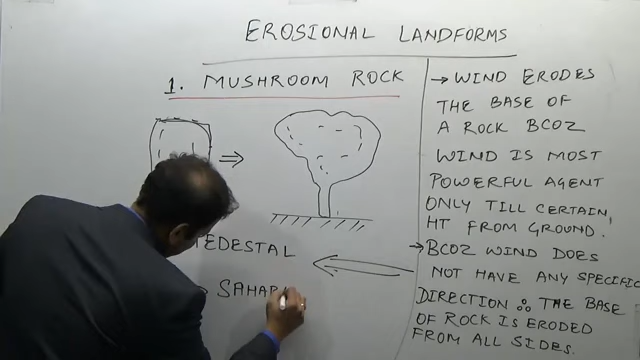 EROSIONAL LANDFORMS
1. MUSHROOM ROCK
PEDESTAL
SAHAR
→ WIND ERODES
THE BASE OF
A ROCK BCOZ
WIND IS MOST
POWERFUL AGENT
ONLY TILL CERTAIN
HT FROM GROUND.
→ BCOZ WIND DOES
NOT HAVE ANY SPECIFIC
DIRECTION ∴ THE BASE
OF ROCK IS ERODED
FROM ALL SIDES.